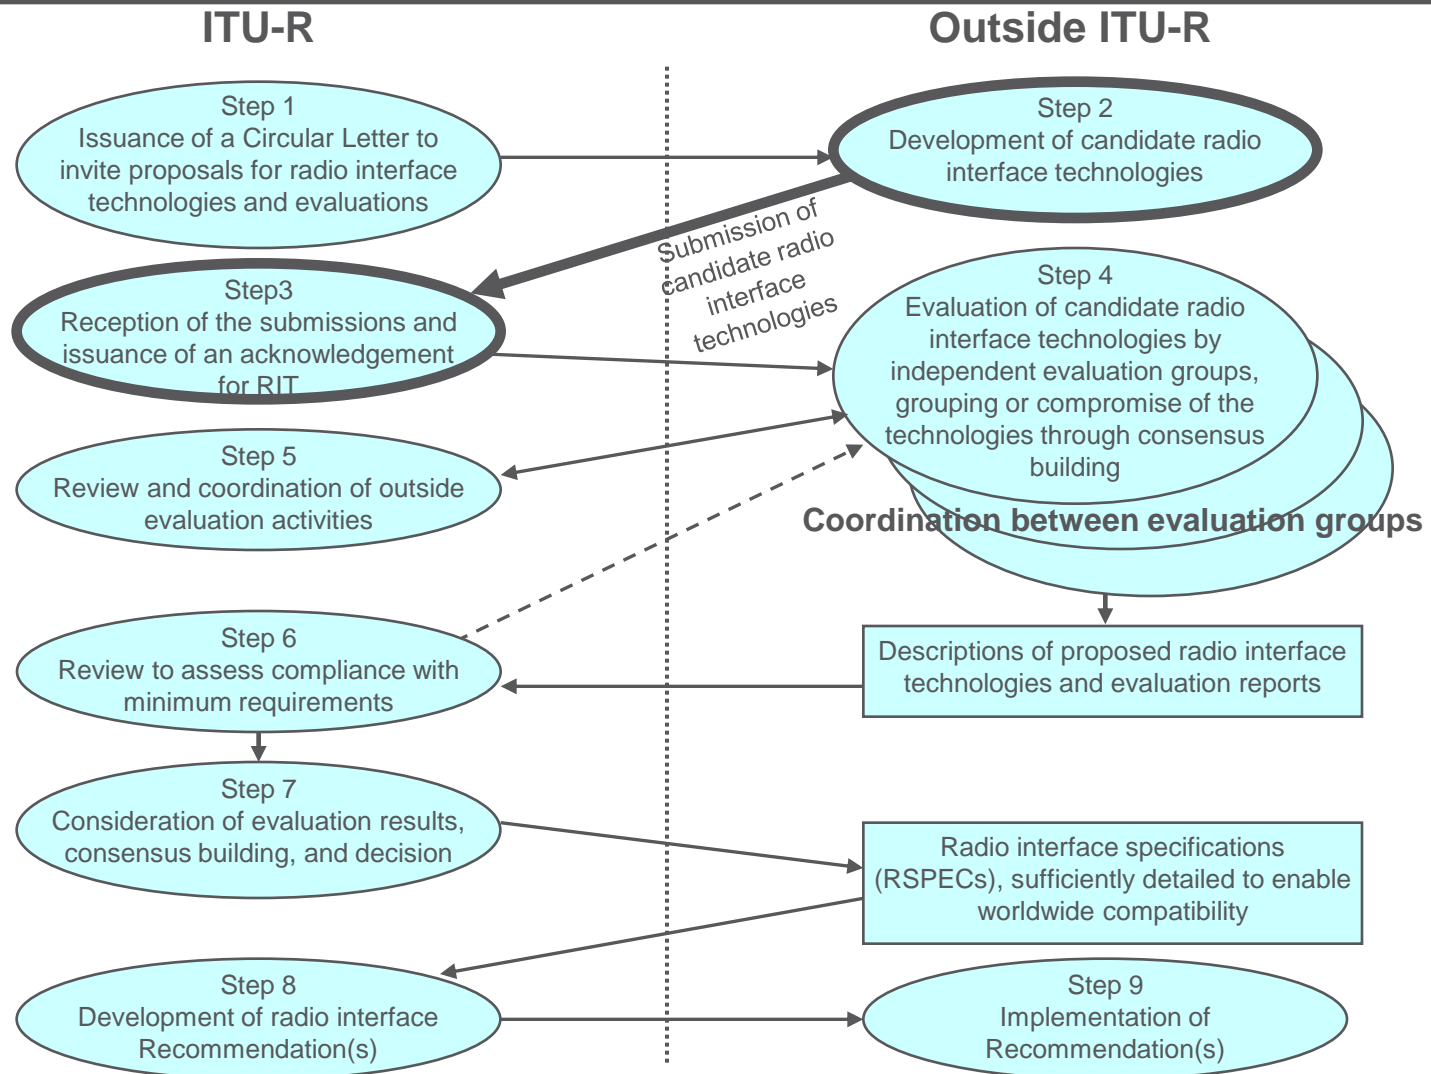 ITU-R
Outside ITU-R
Step 1
Issuance of a Circular Letter to
invite proposals for radio interface
technologies and evaluations
Step 2
Development of candidate radio
interface technologies
Submission of
candidate radio
interface
technologies
Step3
Reception of the submissions and
issuance of an acknowledgement
for RIT
Step 4
Evaluation of candidate radio
interface technologies by
independent evaluation groups,
grouping or compromise of the
technologies through consensus
building
Step 5
Review and coordination of outside
evaluation activities
Coordination between evaluation groups
Step 6
Review to assess compliance with
minimum requirements
Descriptions of proposed radio interface
technologies and evaluation reports
Step 7
Consideration of evaluation results,
consensus building, and decision
Radio interface specifications
(RSPECs), sufficiently detailed to enable
worldwide compatibility
Step 8
Development of radio interface
Recommendation(s)
Step 9
Implementation of
Recommendation(s)